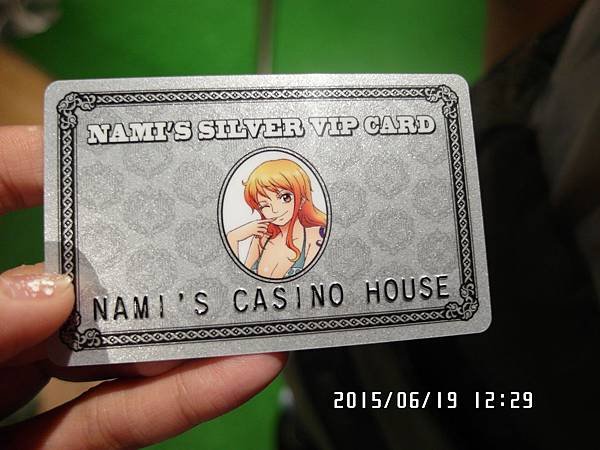 NAMI'S SILVER VIP CARD
NAMI'S CASINO HOUSE
2015/06/19 12:29